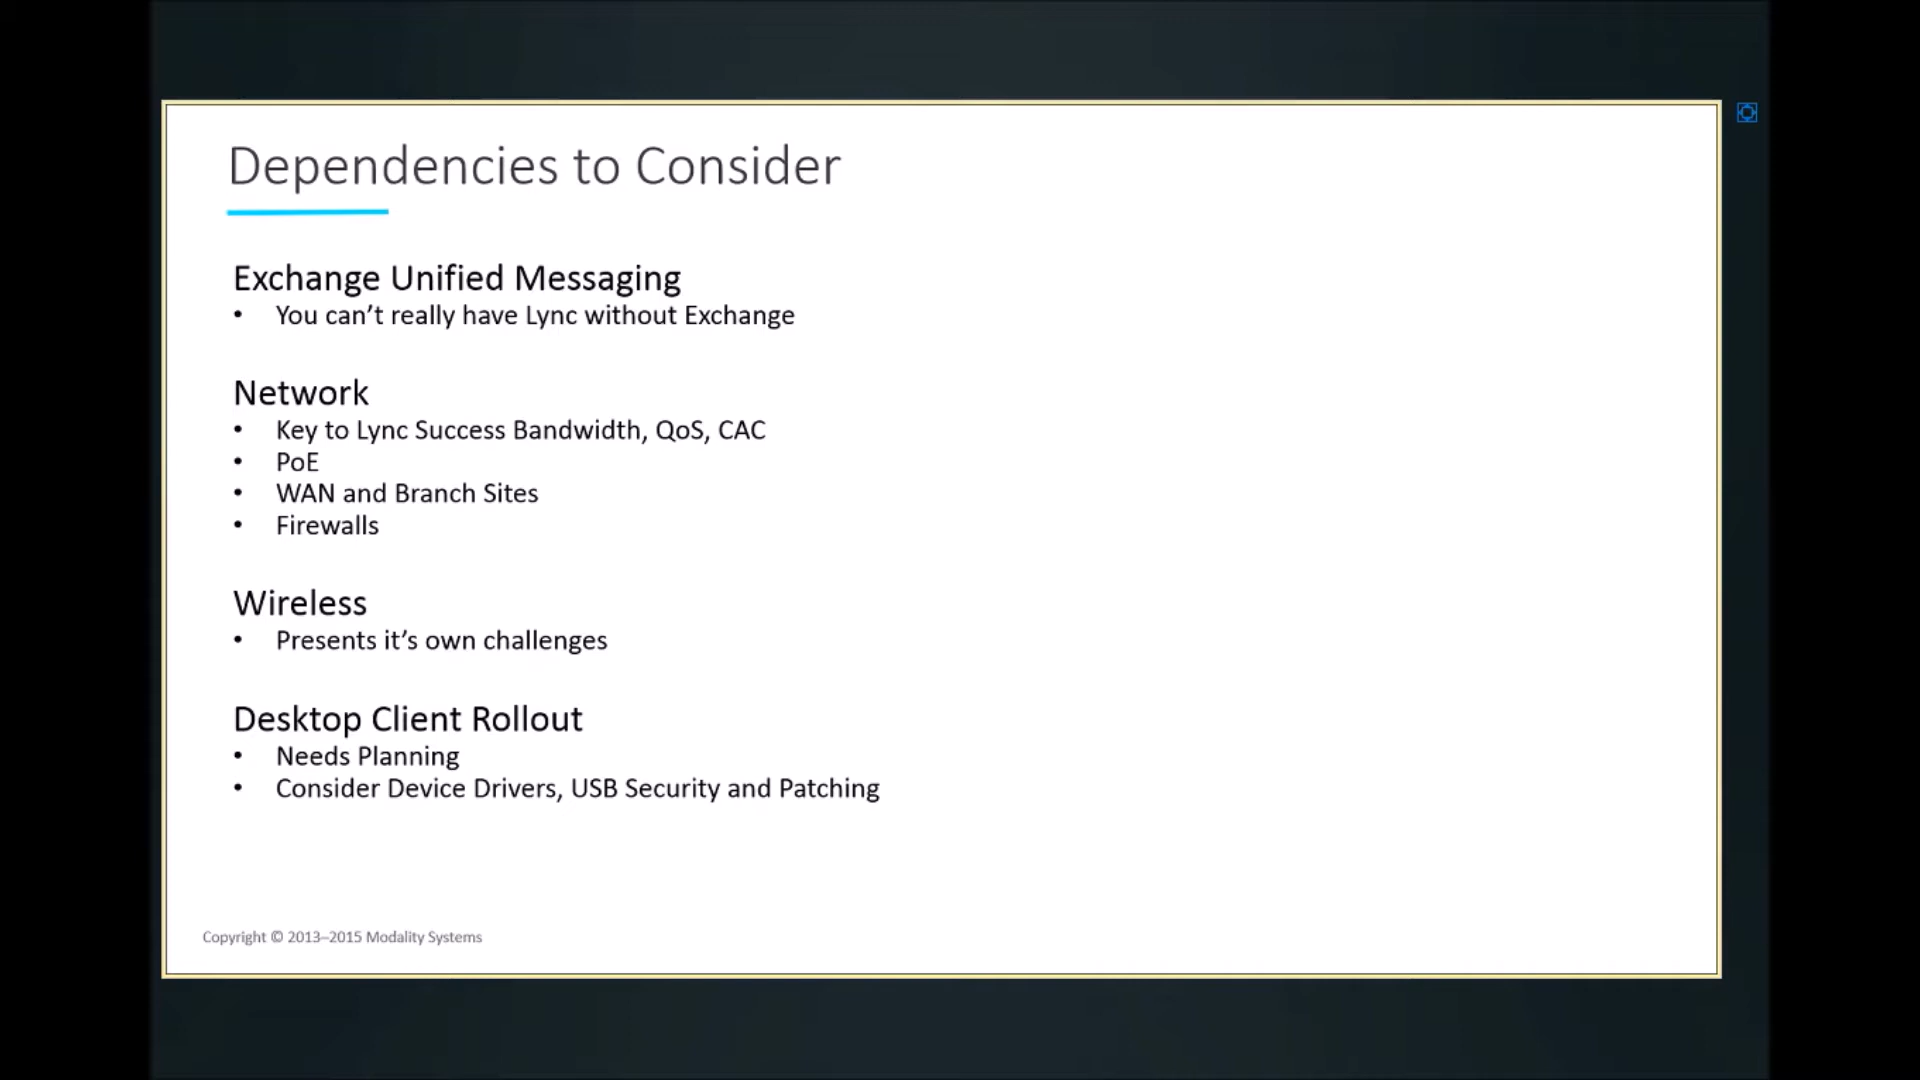 Dependencies to Consider
Exchange Unified Messaging
• You can’t really have Lync without Exchange
Network
• Key to Lync Success Bandwidth, QoS, CAC
• PoE
• WAN and Branch Sites
• Firewalls
Wireless
• Presents it’s own challenges
Desktop Client Rollout
• Needs Planning
• Consider Device Drivers, USB Security and Patching
Copyright © 2013–2015 Modality Systems